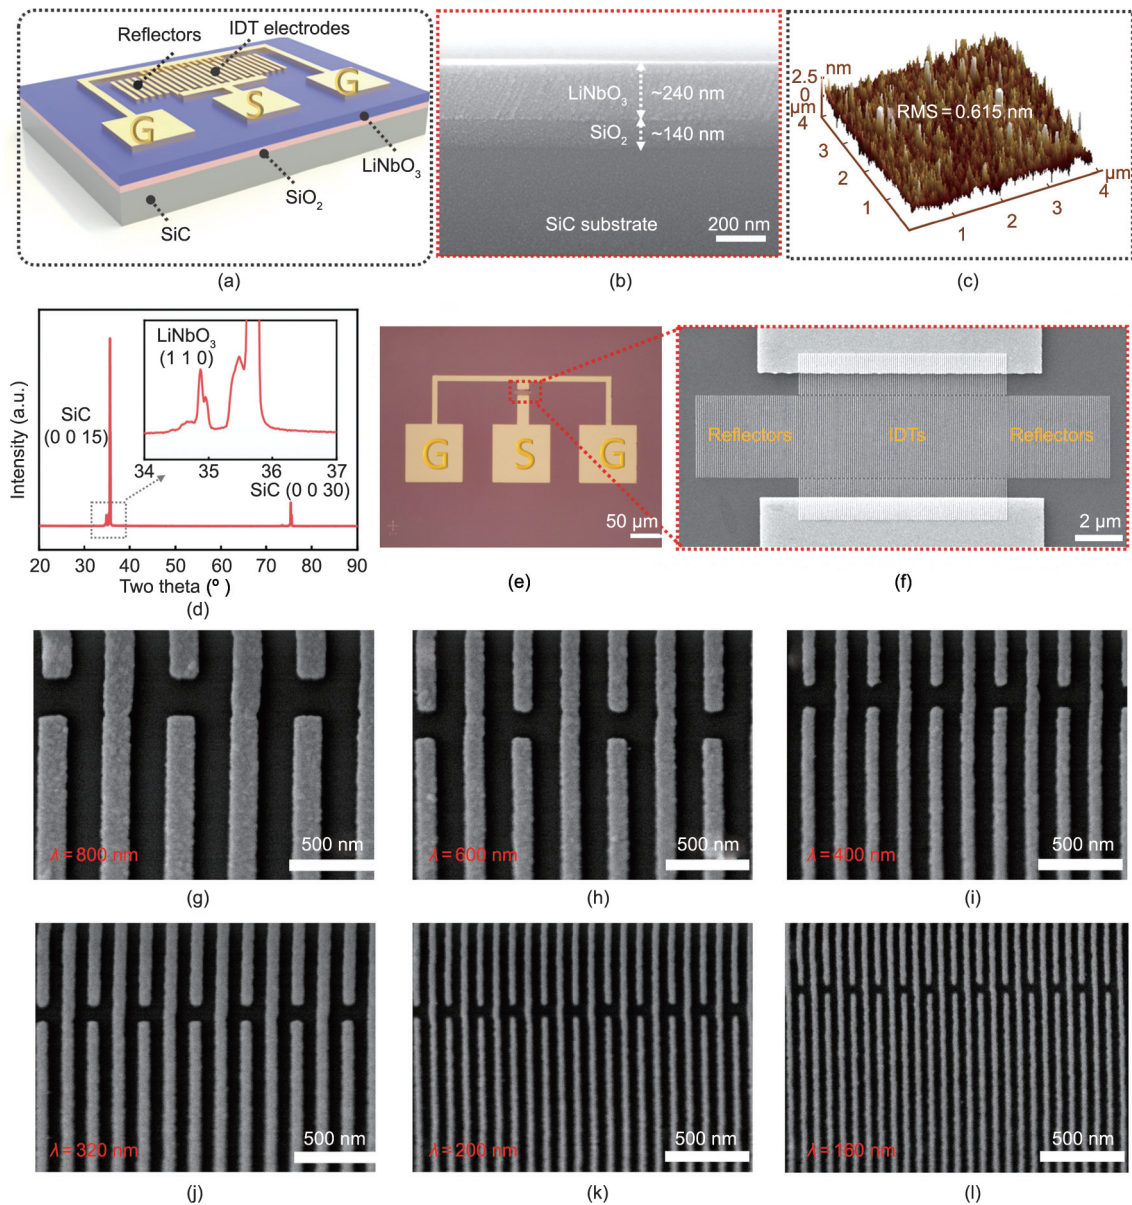 Reflectors
IDT electrodes
G
S
G
LiNbO3
SiO2
SiC
(a)
LiNbO3
~240 nm
SiO2
~140 nm
SiC substrate
200 nm
(b)
2.5
nm
0
μm
4
3
2
1
RMS = 0.615 nm
μm
4
3
2
1
(c)
Intensity (a.u.)
SiC
(0 0 15)
LiNbO3
(1 1 0)
34
35
36
37
SiC (0 0 30)
20
30
40
50
60
70
80
90
Two theta (°)
(d)
G
S
G
50 μm
(e)
Reflectors
IDTs
Reflectors
2 μm
(f)
λ = 800 nm
500 nm
(g)
λ = 600 nm
500 nm
(h)
λ = 400 nm
500 nm
(i)
λ = 320 nm
500 nm
(j)
λ = 200 nm
500 nm
(k)
λ = 160 nm
500 nm
(l)